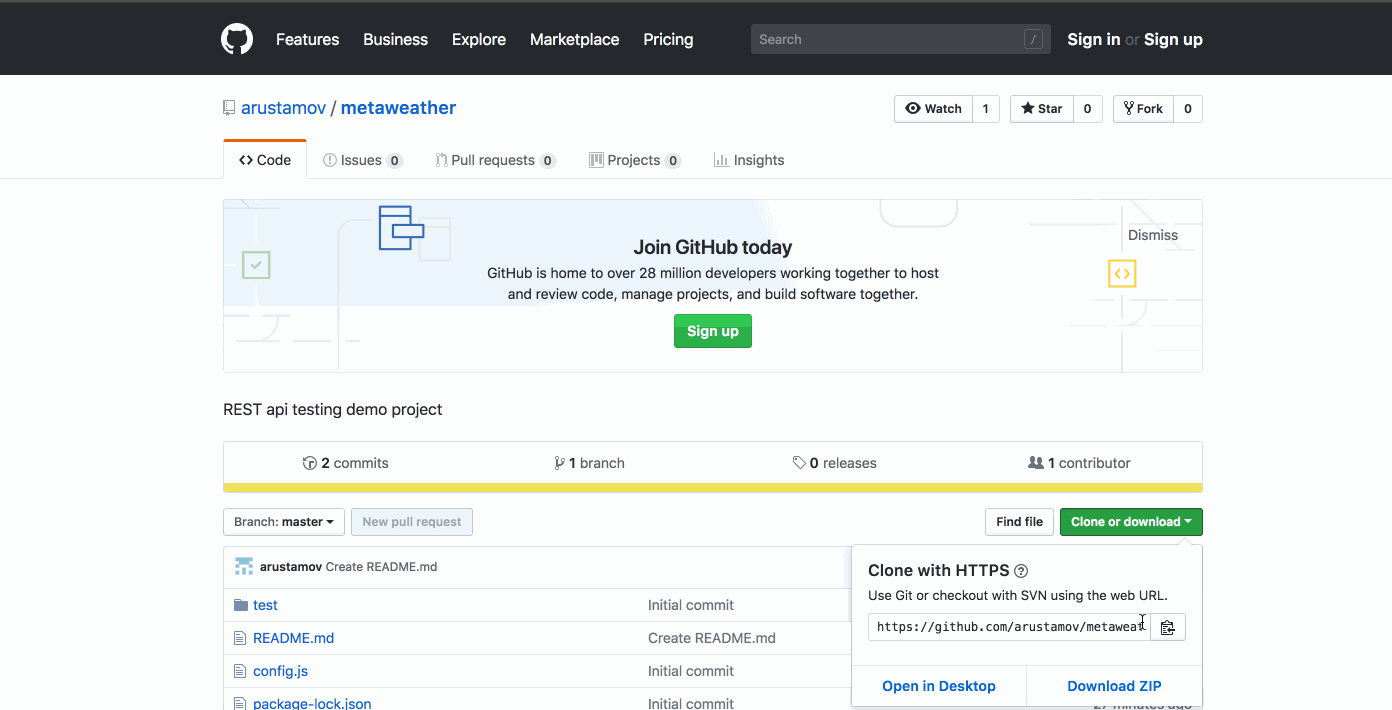 Features Business Explore Marketplace Pricing Search / Sign in or Sign up
arustamov / metaweather Watch 1 Star 0 Fork 0
Code Issues 0 Pull requests 0 Projects 0 Insights
Dismiss
Join GitHub today
GitHub is home to over 28 million developers working together to host
and review code, manage projects, and build software together.
Sign up
REST api testing demo project
2 commits 1 branch 0 releases 1 contributor
Branch: master New pull request Find file Clone or download
arustamov Create README.md
test Initial commit
README.md Create README.md
config.js Initial commit
package-lock.json Initial commit
Clone with HTTPS ?
Use Git or checkout with SVN using the web URL.
https://github.com/arustamov/metaweat
Open in Desktop Download ZIP
27 minutes ago